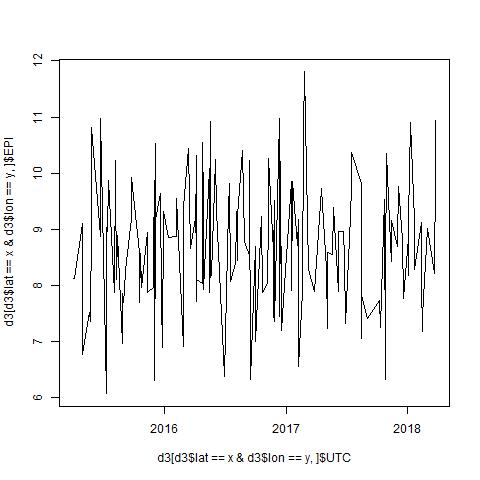 12
11
10
9
8
7
6
d3[d3$lat == x & d3$lon == y, ]$EPI
2016 2017 2018
d3[d3$lat == x & d3$lon == y, ]$UTC